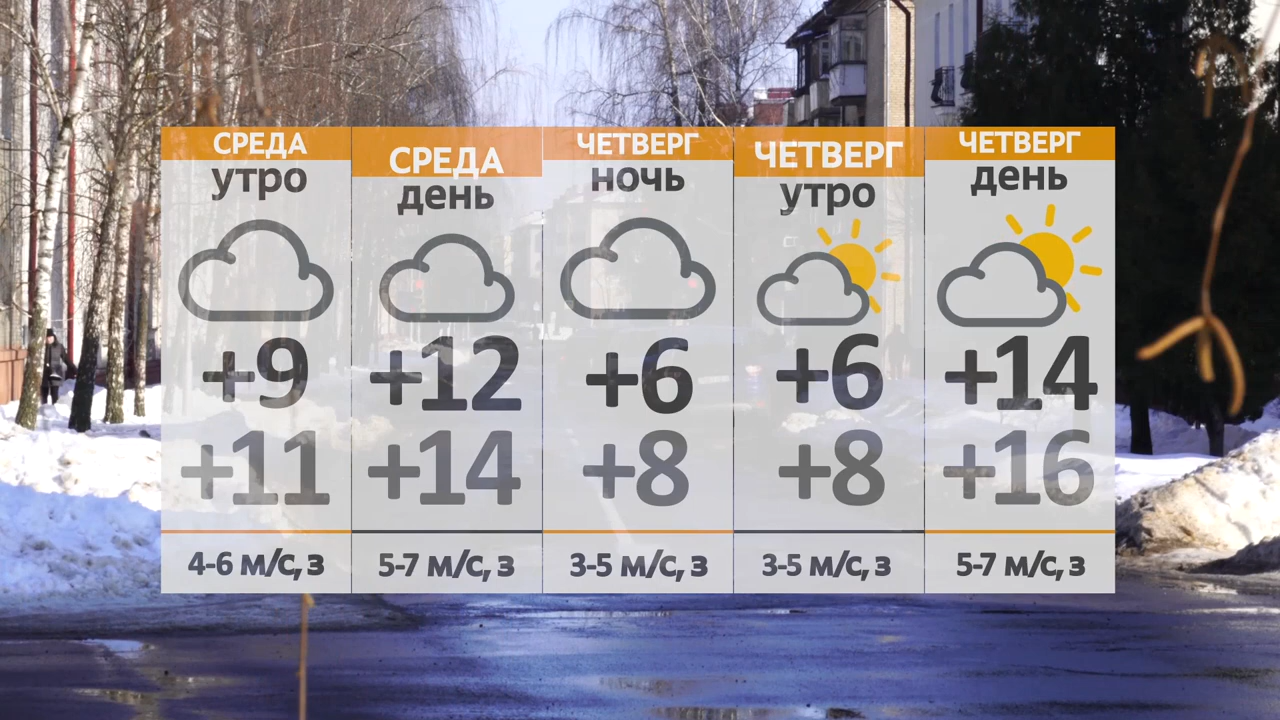 СРЕДА
утро
+9
+11
4-6 м/с, з
СРЕДА
день
+12
+14
5-7 м/с, з
ЧЕТВЕРГ
ночь
+6
+8
3-5 м/с, з
ЧЕТВЕРГ
утро
+6
+8
3-5 м/с, з
ЧЕТВЕРГ
день
+14
+16
5-7 м/с, з